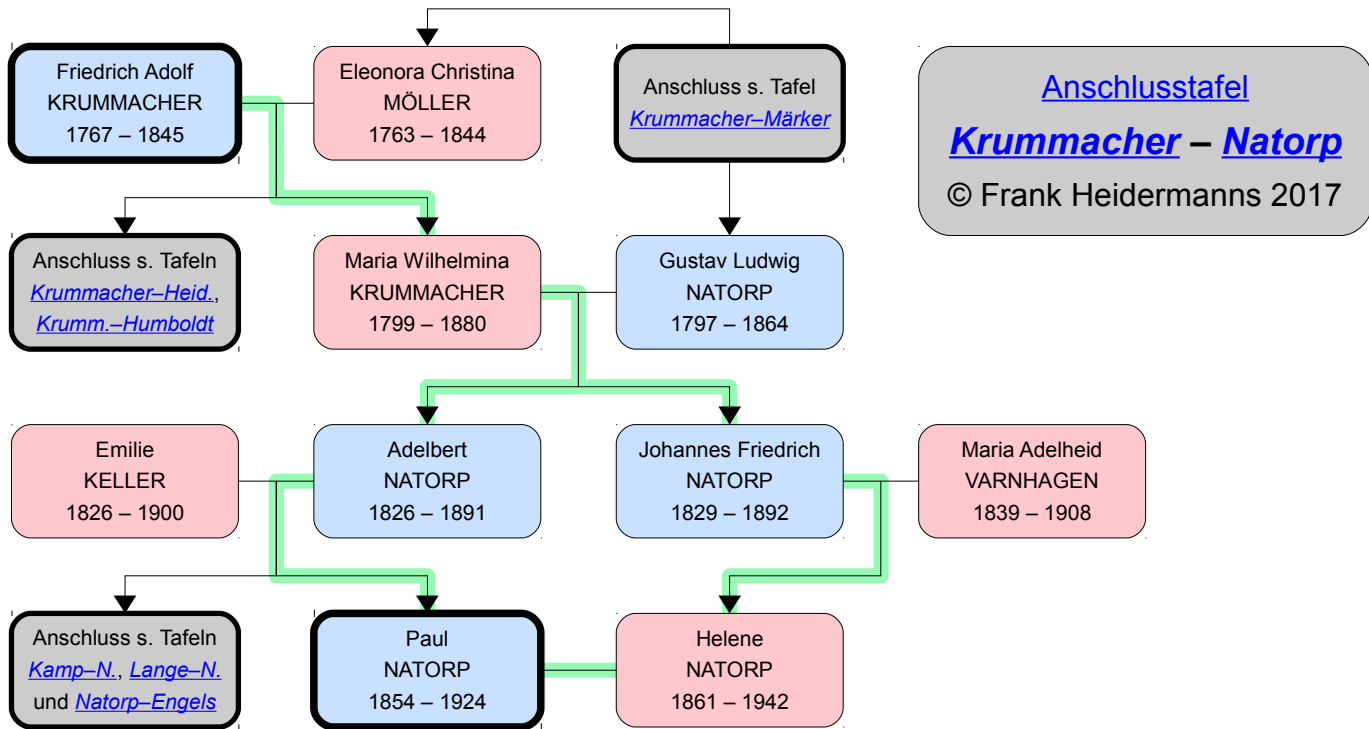 Friedrich Adolf
KRUMMACHER
1767 – 1845
Eleonora Christina
MÖLLER
1763 – 1844
Anschluss s. Tafel
Krummacher–Märker
Anschlusstafel
Krummacher – Natorp
© Frank Heidermanns 2017
Anschluss s. Tafeln
Krummacher–Heid.,
Krumm.–Humboldt
Maria Wilhelmina
KRUMMACHER
1799 – 1880
Gustav Ludwig
NATORP
1797 – 1864
Emilie
KELLER
1826 – 1900
Adelbert
NATORP
1826 – 1891
Johannes Friedrich
NATORP
1829 – 1892
Maria Adelheid
VARNHAGEN
1839 – 1908
Anschluss s. Tafeln
Kamp–N., Lange–N.
und Natorp–Engels
Paul
NATORP
1854 – 1924
Helene
NATORP
1861 – 1942